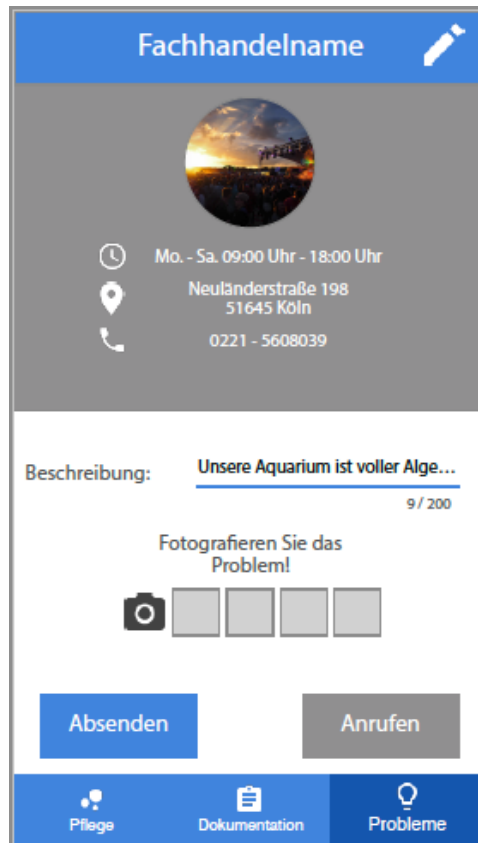 Fachhandelname
Mo. - Sa. 09:00 Uhr - 18:00 Uhr
Neuländerstraße 198
51645 Köln
0221 - 5608039
Beschreibung:
Unsere Aquarium ist voller Alge...
9 / 200
Fotografieren Sie das
Problem!
Absenden
Anrufen
Pflege
Dokumentation
Probleme